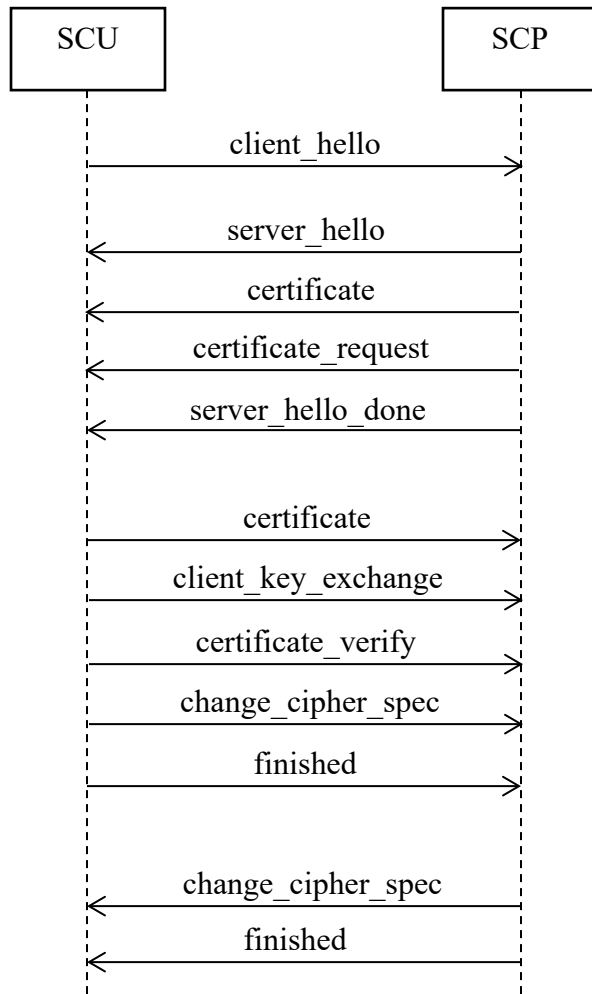 SCU
SCP
client_hello
server_hello
certificate
certificate_request
server_hello_done
certificate
client_key_exchange
certificate_verify
change_cipher_spec
finished
change_cipher_spec
finished